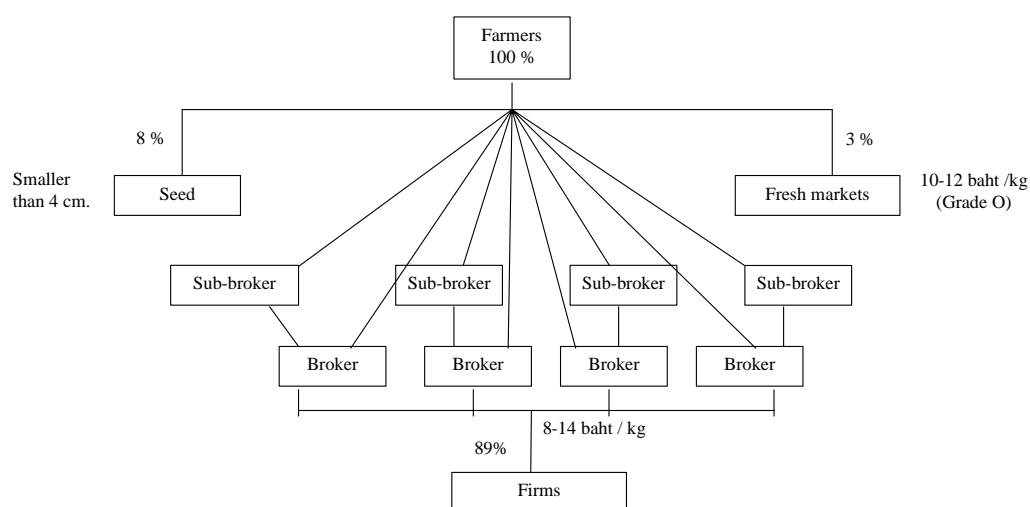 Farmers
100 %
8 %
3 %
Smaller
than 4 cm.
Seed
Fresh markets
10-12 baht /kg
(Grade O)
Sub-broker
Sub-broker
Sub-broker
Sub-broker
Broker
Broker
Broker
Broker
8-14 baht / kg
89%
Firms